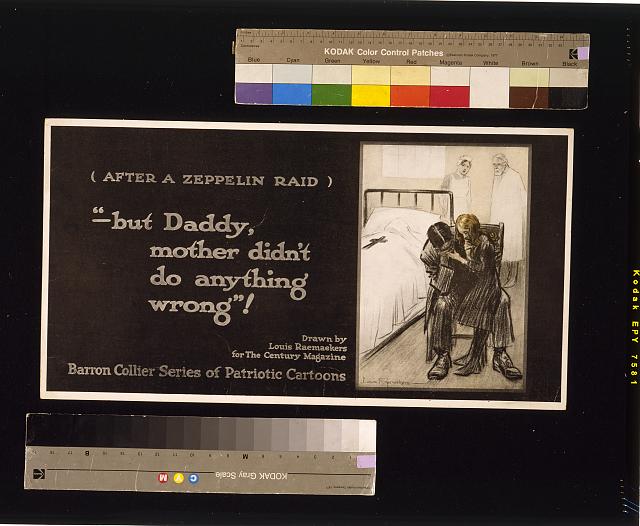 KODAK Color Control Patches
Blue Cyan Green Yellow Red Magenta White Brown Black
( AFTER A ZEPPELIN RAID )
“—but Daddy,
mother didn't
do anything
wrong”!
Drawn by
Louis Raemaekers
for The Century Magazine
Barron Collier Series of Patriotic Cartoons
Louis Raemaekers
Kodak EPY 7581
B M
C Y M
KODAK Gray Scale